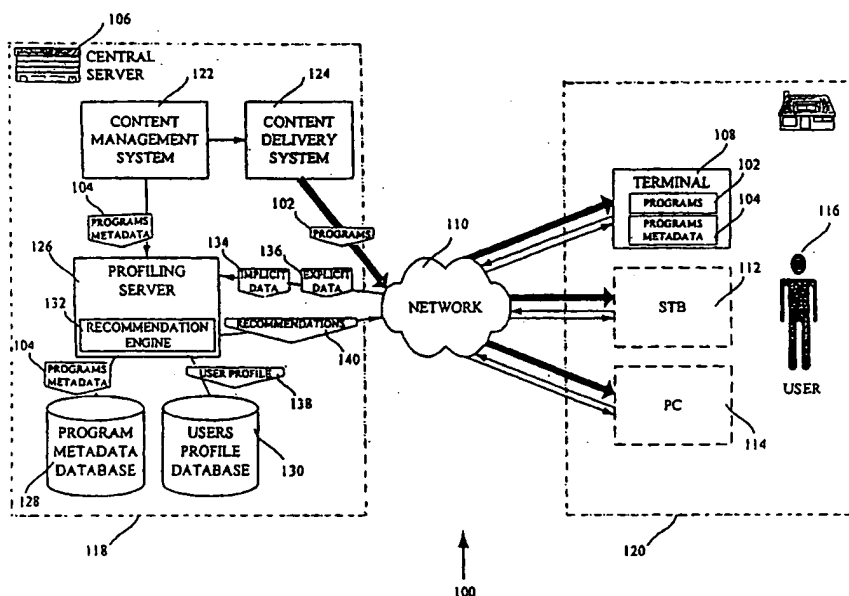 106
CENTRAL
SERVER
122
CONTENT
MANAGEMENT
SYSTEM
124
CONTENT
DELIVERY
SYSTEM
104
PROGRAMS
METADATA
102
PROGRAMS
126
PROFILING
SERVER
132
RECOMMENDATION
ENGINE
134
IMPLICIT
DATA
136
EXPLICIT
DATA
RECOMMENDATIONS
140
104
PROGRAMS
METADATA
USER PROFILE
138
PROGRAM
METADATA
DATABASE
128
USERS
PROFILE
DATABASE
130
118
110
NETWORK
108
TERMINAL
102
PROGRAMS
104
PROGRAMS
METADATA
112
STB
PC
114
116
USER
120
100